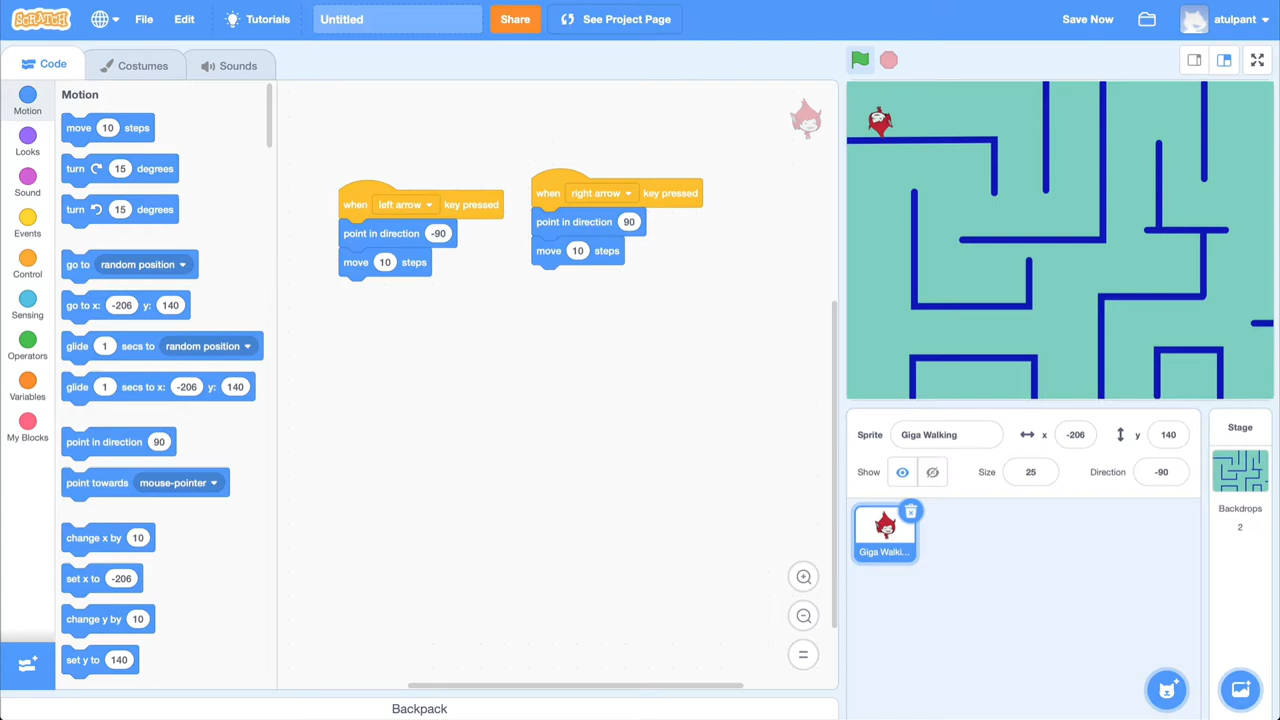 SCRATCH File Edit Tutorials Untitled Share See Project Page Save Now atulpant
Code Costumes Sounds
Motion
Looks
Sound
Events
Control
Sensing
Operators
Variables
My Blocks
Motion
move 10 steps
turn 15 degrees
turn 15 degrees
go to random position
go to x: -206 y: 140
glide 1 secs to random position
glide 1 secs to x: -206 y: 140
point in direction 90
point towards mouse-pointer
change x by 10
set x to -206
change y by 10
set y to 140
when left arrow key pressed
point in direction -90
move 10 steps
when right arrow key pressed
point in direction 90
move 10 steps
Sprite Giga Walking x -206 y 140
Show Size 25 Direction -90
Giga Walki...
Stage
Backdrops
2
Backpack